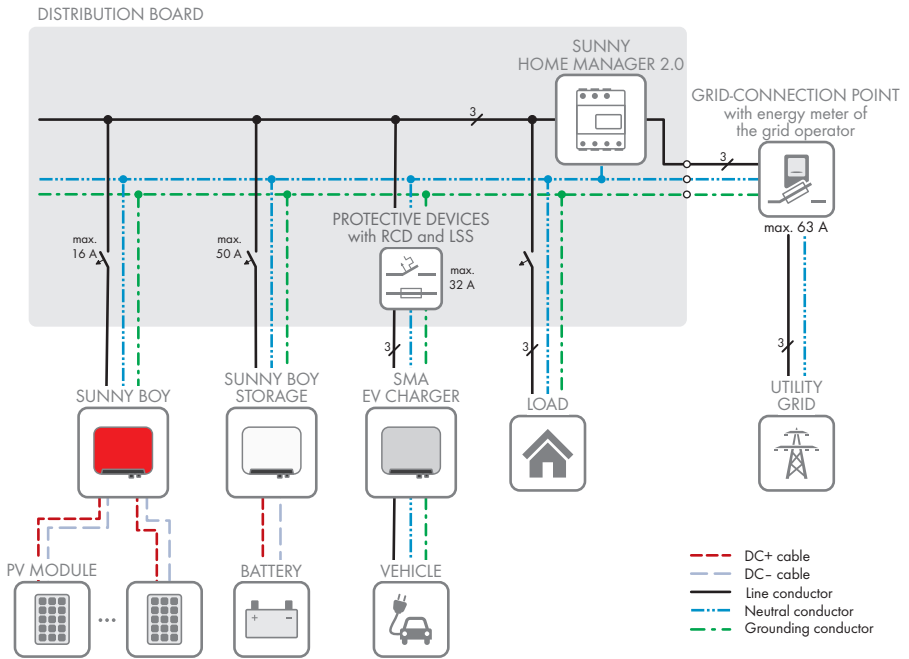 DISTRIBUTION BOARD
SUNNY
HOME MANAGER 2.0
GRID-CONNECTION POINT
with energy meter of
the grid operator
3
3
max. 63 A
PROTECTIVE DEVICES
with RCD and LSS
max.
16 A
max.
50 A
max.
32 A
3
3
3
SUNNY BOY
SUNNY BOY
STORAGE
SMA
EV CHARGER
LOAD
UTILITY
GRID
PV MODULE
...
BATTERY
+ −
VEHICLE
DC+ cable
DC− cable
Line conductor
Neutral conductor
Grounding conductor